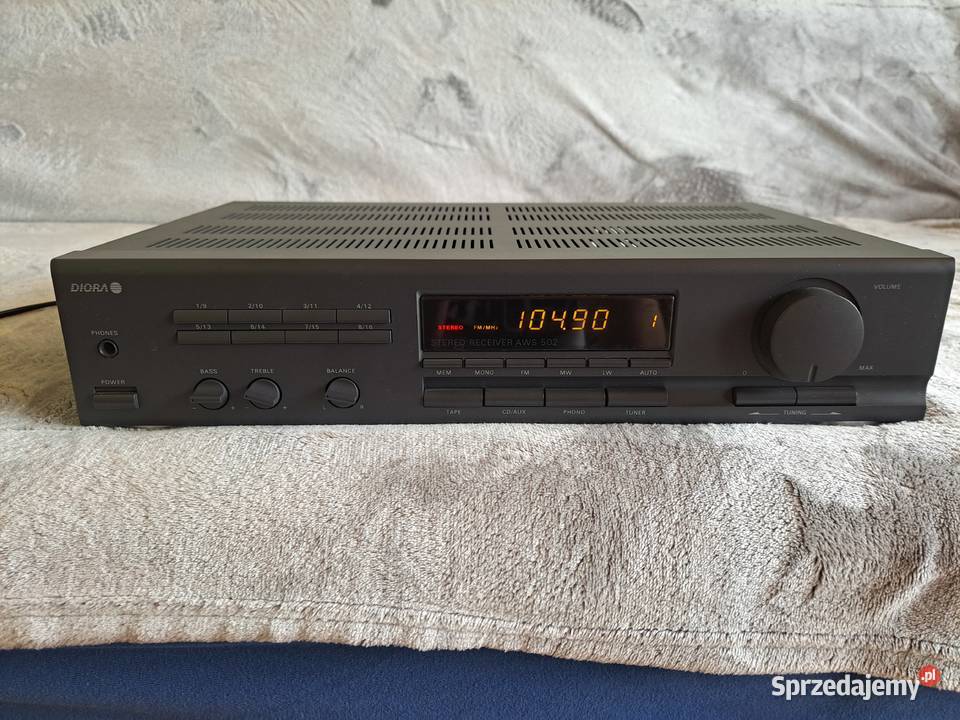 DIORA
VOLUME
1/9 2/10 3/11 4/12
STEREO FM/MHz 104.90 1
5/13 6/14 7/15 8/16
PHONES
STEREO RECEIVER AWS 502
MEM MONO FM MW LW AUTO
0 MAX
POWER BASS TREBLE BALANCE
- + - + L R
TAPE CD/AUX PHONO TUNER
TUNING
Sprzedajemy.pl